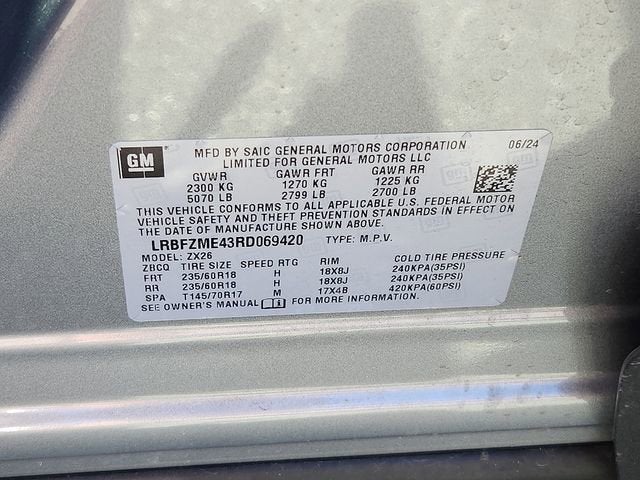 GM
MFD BY SAIC GENERAL MOTORS CORPORATION 06/24
LIMITED FOR GENERAL MOTORS LLC
GVWR GAWR FRT GAWR RR
2300 KG 1270 KG 1225 KG
5070 LB 2799 LB 2700 LB
THIS VEHICLE CONFORMS TO ALL APPLICABLE U.S. FEDERAL MOTOR
VEHICLE SAFETY AND THEFT PREVENTION STANDARDS IN EFFECT ON
THE DATE OF MANUFACTURE SHOWN ABOVE.
LRBFZME43RD069420 TYPE: M.P.V.
MODEL: ZX26
ZBCQ TIRE SIZE SPEED RTG RIM COLD TIRE PRESSURE
FRT 235/60R18 H 18X8J 240KPA(35PSI)
RR 235/60R18 H 18X8J 240KPA(35PSI)
SPA T145/70R17 M 17X4B 420KPA(60PSI)
SEE OWNER'S MANUAL FOR MORE INFORMATION.